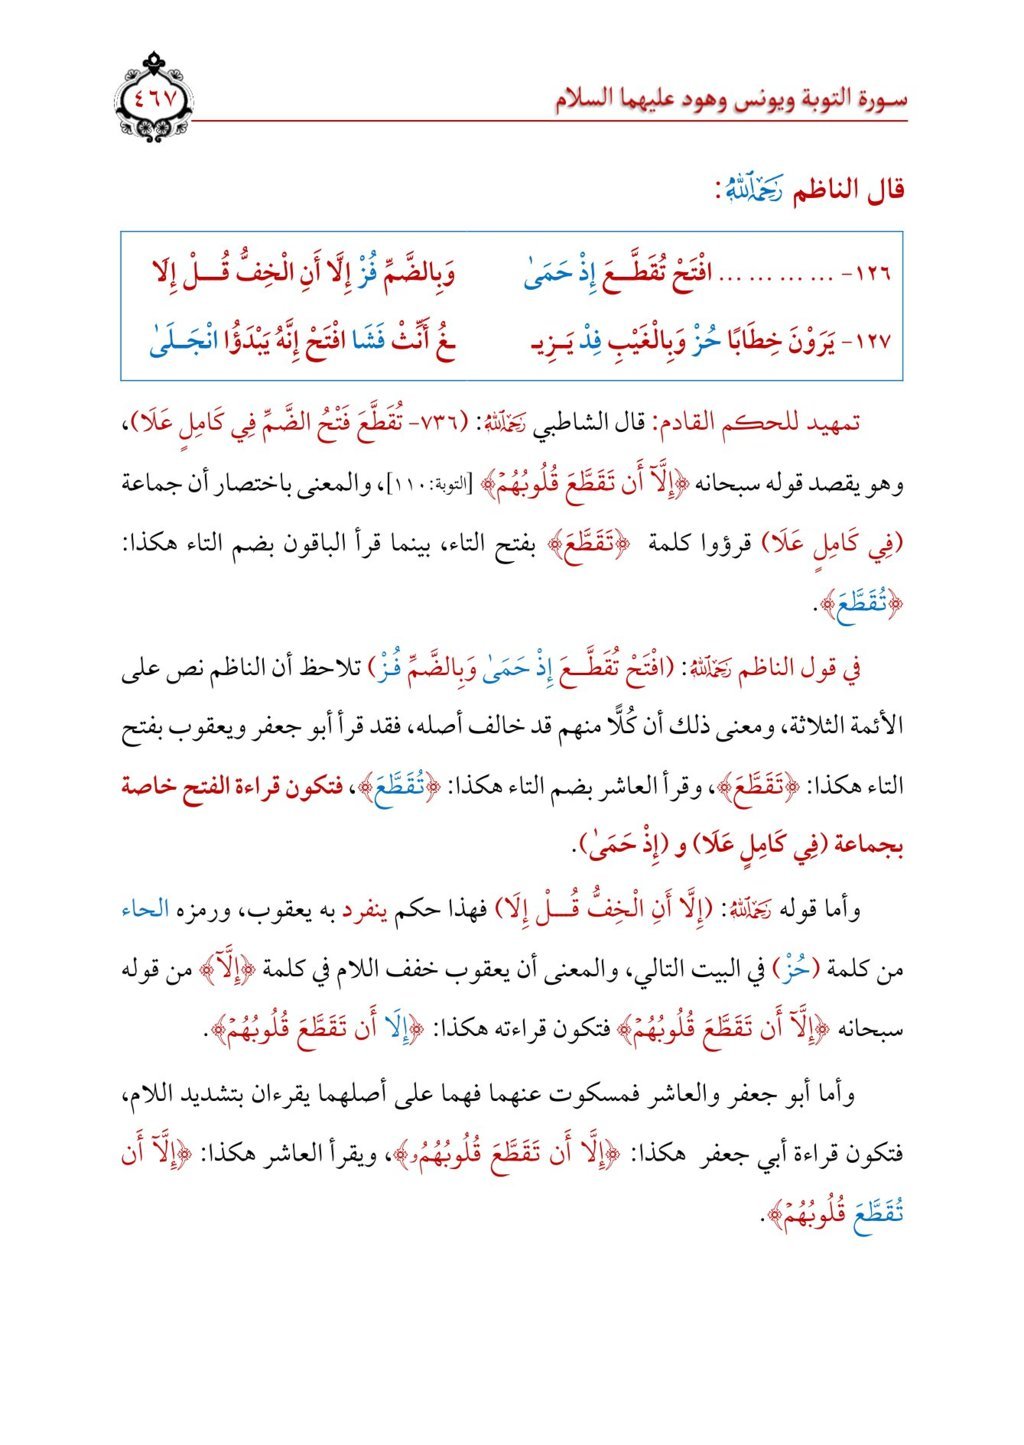 سورة التوبة ويونس وهود عليهما السلام
٤٦٧
قال الناظم رَحِمَهُ اللَّهُ:
١٢٦- ... ... ... ... افْتَحْ تُقَطَّـعَ إِذْ حَمَىٰ وَبِالضَّمِّ فُزْ إِلَّا أَنِ الْخِفُّ قُـلْ إِلَا
١٢٧- يَرَوْنَ خِطَابًا حُزْ وَبِالْغَيْبِ فِدْ يَـزِيـ ـغُ أَنِّثْ فَشَا افْتَحْ إِنَّهُ يَبْدَؤُا انْجَـلَىٰ
تمهيد للحكم القادم: قال الشاطبي رَحِمَهُ اللَّهُ: (٧٣٦- تُقَطَّعَ فَتْحُ الضَّمِّ فِي كَامِلٍ عَلَا)،
وهو يقصد قوله سبحانه ﴿إِلَّآ أَن تَقَطَّعَ قُلُوبُهُمْ﴾ [التوبة:١١٠]، والمعنى باختصار أن جماعة
(فِي كَامِلٍ عَلَا) قرؤوا كلمة ﴿تَقَطَّعَ﴾ بفتح التاء، بينما قرأ الباقون بضم التاء هكذا:
﴿تُقَطَّعَ﴾.
في قول الناظم رَحِمَهُ اللَّهُ: (افْتَحْ تُقَطَّـعَ إِذْ حَمَىٰ وَبِالضَّمِّ فُـزْ) تلاحظ أن الناظم نص على
الأئمة الثلاثة، ومعنى ذلك أن كُلًّا منهم قد خالف أصله، فقد قرأ أبو جعفر ويعقوب بفتح
التاء هكذا: ﴿تَقَطَّعَ﴾، وقرأ العاشر بضم التاء هكذا: ﴿تُقَطَّعَ﴾، فتكون قراءة الفتح خاصة
بجماعة (فِي كَامِلٍ عَلَا) و (إِذْ حَمَىٰ).
وأما قوله رَحِمَهُ اللَّهُ: (إِلَّا أَنِ الْخِفُّ قُـلْ إِلَا) فهذا حكم ينفرد به يعقوب، ورمزه الحاء
من كلمة (حُزْ) في البيت التالي، والمعنى أن يعقوب خفف اللام في كلمة ﴿إِلَّآ﴾ من قوله
سبحانه ﴿إِلَّآ أَن تَقَطَّعَ قُلُوبُهُمْ﴾ فتكون قراءته هكذا: ﴿إِلَا أَن تَقَطَّعَ قُلُوبُهُمْ﴾.
وأما أبو جعفر والعاشر فمسكوت عنهما فهما على أصلهما يقرءان بتشديد اللام،
فتكون قراءة أبي جعفر هكذا: ﴿إِلَّا أَن تَقَطَّعَ قُلُوبُهُمُۥ﴾، ويقرأ العاشر هكذا: ﴿إِلَّآ أَن
تُقَطَّعَ قُلُوبُهُمْ﴾.